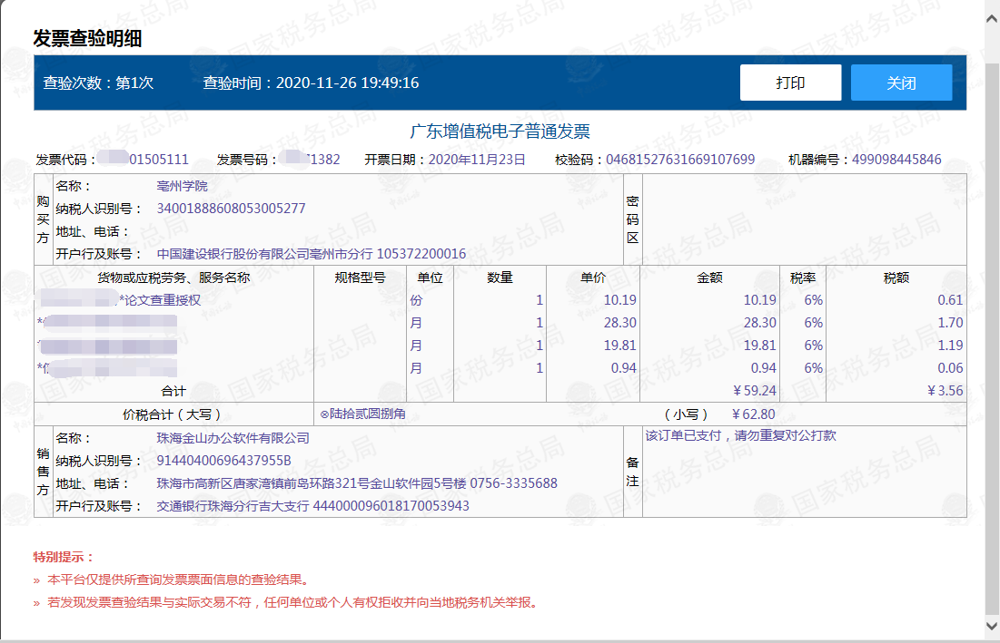 发票查验明细
查验次数：第1次 查验时间：2020-11-26 19:49:16 打印 关闭
广东增值税电子普通发票
发票代码： 01505111 发票号码： 1382 开票日期：2020年11月23日 校验码：04681527631669107699 机器编号：499098445846
购买方
名称： 亳州学院
纳税人识别号： 34001888608053005277
地址、电话：
开户行及账号： 中国建设银行股份有限公司亳州市分行 105372200016
密码区
货物或应税劳务、服务名称 规格型号 单位 数量 单价 金额 税率 税额
*论文查重授权 份 1 10.19 10.19 6% 0.61
* 月 1 28.30 28.30 6% 1.70
月 1 19.81 19.81 6% 1.19
* 月 1 0.94 0.94 6% 0.06
合计 ￥59.24 ￥3.56
价税合计（大写） ⊗陆拾贰圆捌角 （小写） ￥62.80
销售方
名称： 珠海金山办公软件有限公司
纳税人识别号： 91440400696437955B
地址、电话： 珠海市高新区唐家湾镇前岛环路321号金山软件园5号楼 0756-3335688
开户行及账号： 交通银行珠海分行吉大支行 444000096018170053943
备注
该订单已支付，请勿重复对公打款
特别提示：
» 本平台仅提供所查询发票票面信息的查验结果。
» 若发现发票查验结果与实际交易不符，任何单位或个人有权拒收并向当地税务机关举报。
国家税务总局